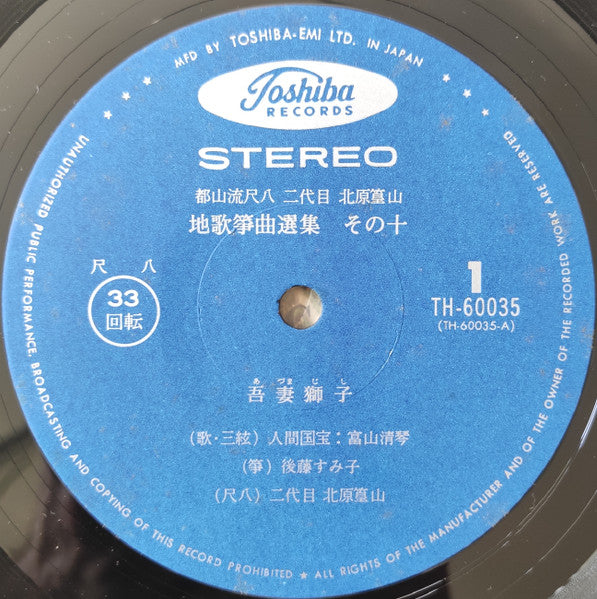 MFD BY TOSHIBA-EMI LTD. IN JAPAN
Toshiba
RECORDS
STEREO
都山流尺八 二代目 北原篁山
地歌箏曲選集 その十
尺八
33
回転
1
TH-60035
(TH-60035-A)
あ づま じ し
吾妻獅子
(歌・三絃) 人間国宝：富山清琴
(箏) 後藤すみ子
(尺八) 二代目 北原篁山
UNAUTHORIZED PUBLIC PERFORMANCE, BROADCASTING AND COPYING OF THIS RECORD PROHIBITED ★ ALL RIGHTS OF THE MANUFACTURER AND OF THE OWNER OF THE RECORDED WORK ARE RESERVED